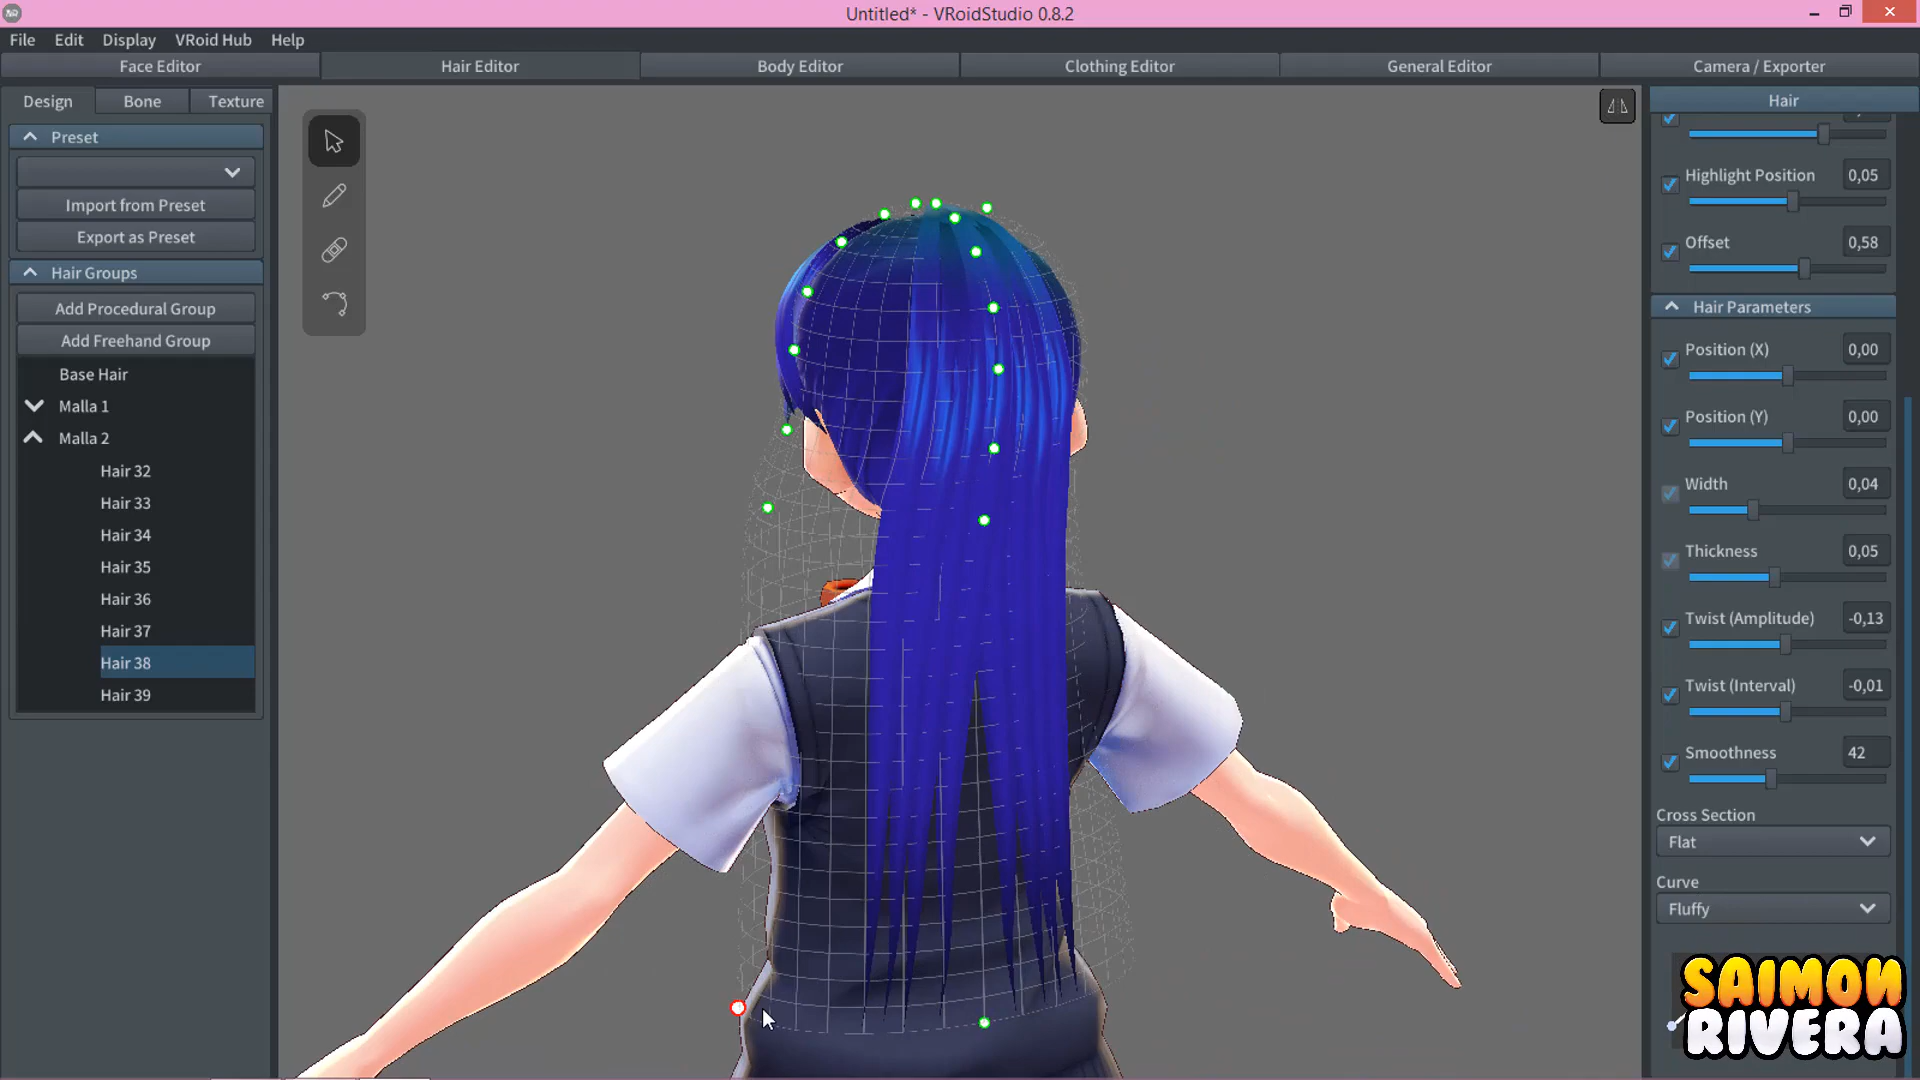 Untitled* - VRoidStudio 0.8.2
File Edit Display VRoid Hub Help
Face Editor Hair Editor Body Editor Clothing Editor General Editor Camera / Exporter
Design Bone Texture
Hair
Preset
Import from Preset
Export as Preset
Hair Groups
Add Procedural Group
Add Freehand Group
Base Hair
Malla 1
Malla 2
Hair 32
Hair 33
Hair 34
Hair 35
Hair 36
Hair 37
Hair 38
Hair 39
Highlight Position 0,05
Offset 0,58
Hair Parameters
Position (X) 0,00
Position (Y) 0,00
Width 0,04
Thickness 0,05
Twist (Amplitude) -0,13
Twist (Interval) -0,01
Smoothness 42
Cross Section
Flat
Curve
Fluffy
SAIMON
RIVERA